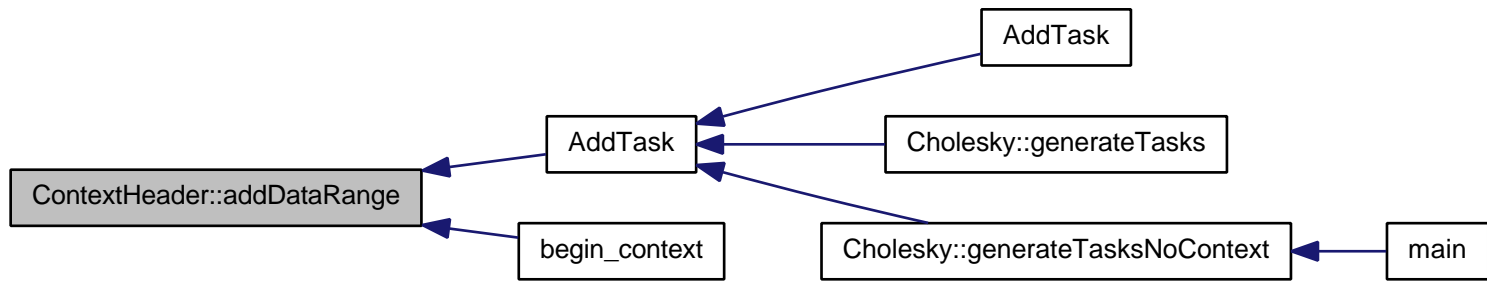 AddTask
AddTask
Cholesky::generateTasks
ContextHeader::addDataRange
begin_context
Cholesky::generateTasksNoContext
main